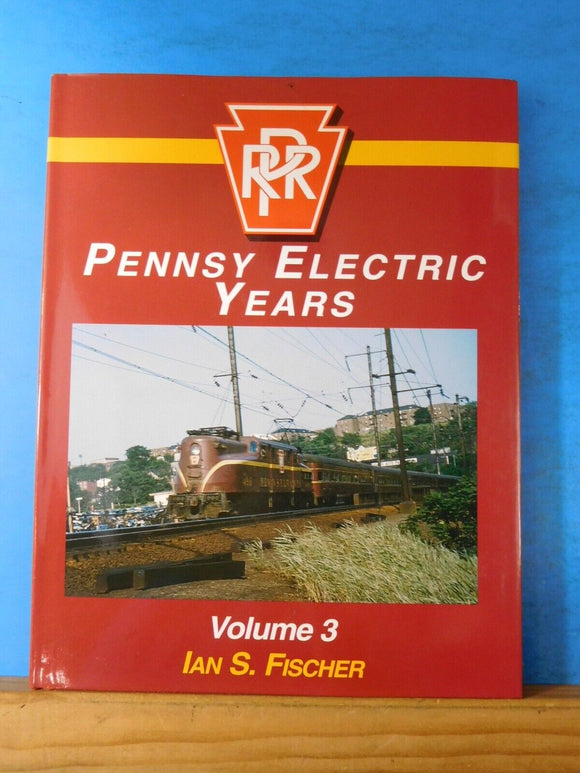 PRR
PENNSY ELECTRIC
YEARS
Volume 3
IAN S. FISCHER